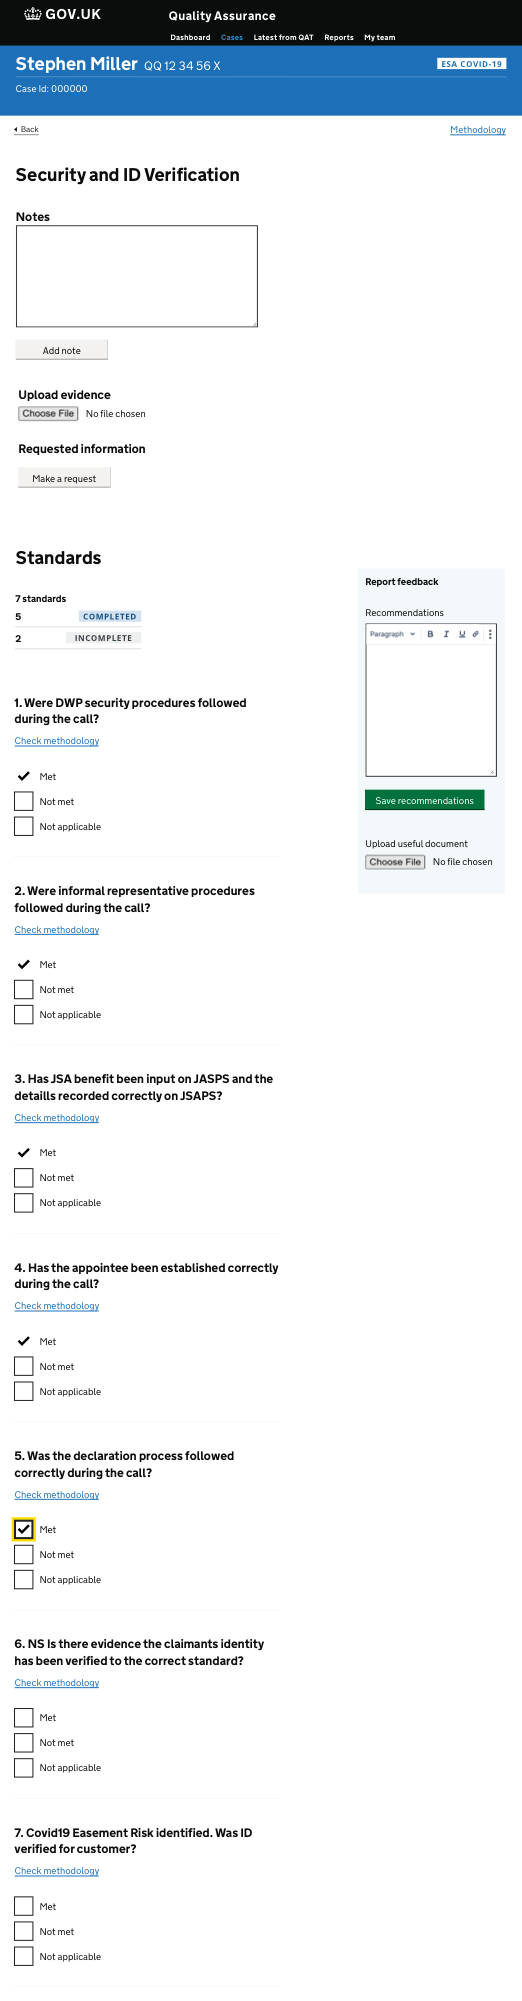 GOV.UK
Quality Assurance
Dashboard Cases Latest from QAT Reports My team
Stephen Miller QQ 12 34 56 X
ESA COVID-19
Case Id: 000000
Back
Methodology
Security and ID Verification
Notes
Add note
Upload evidence
Choose File No file chosen
Requested information
Make a request
Standards
7 standards
5 COMPLETED
2 INCOMPLETE
Report feedback
Recommendations
Paragraph B I U
Save recommendations
Upload useful document
Choose File No file chosen
1. Were DWP security procedures followed
during the call?
Check methodology
Met
Not met
Not applicable
2. Were informal representative procedures
followed during the call?
Check methodology
Met
Not met
Not applicable
3. Has JSA benefit been input on JASPS and the
detaills recorded correctly on JSAPS?
Check methodology
Met
Not met
Not applicable
4. Has the appointee been established correctly
during the call?
Check methodology
Met
Not met
Not applicable
5. Was the declaration process followed
correctly during the call?
Check methodology
Met
Not met
Not applicable
6. NS Is there evidence the claimants identity
has been verified to the correct standard?
Check methodology
Met
Not met
Not applicable
7. Covid19 Easement Risk identified. Was ID
verified for customer?
Check methodology
Met
Not met
Not applicable